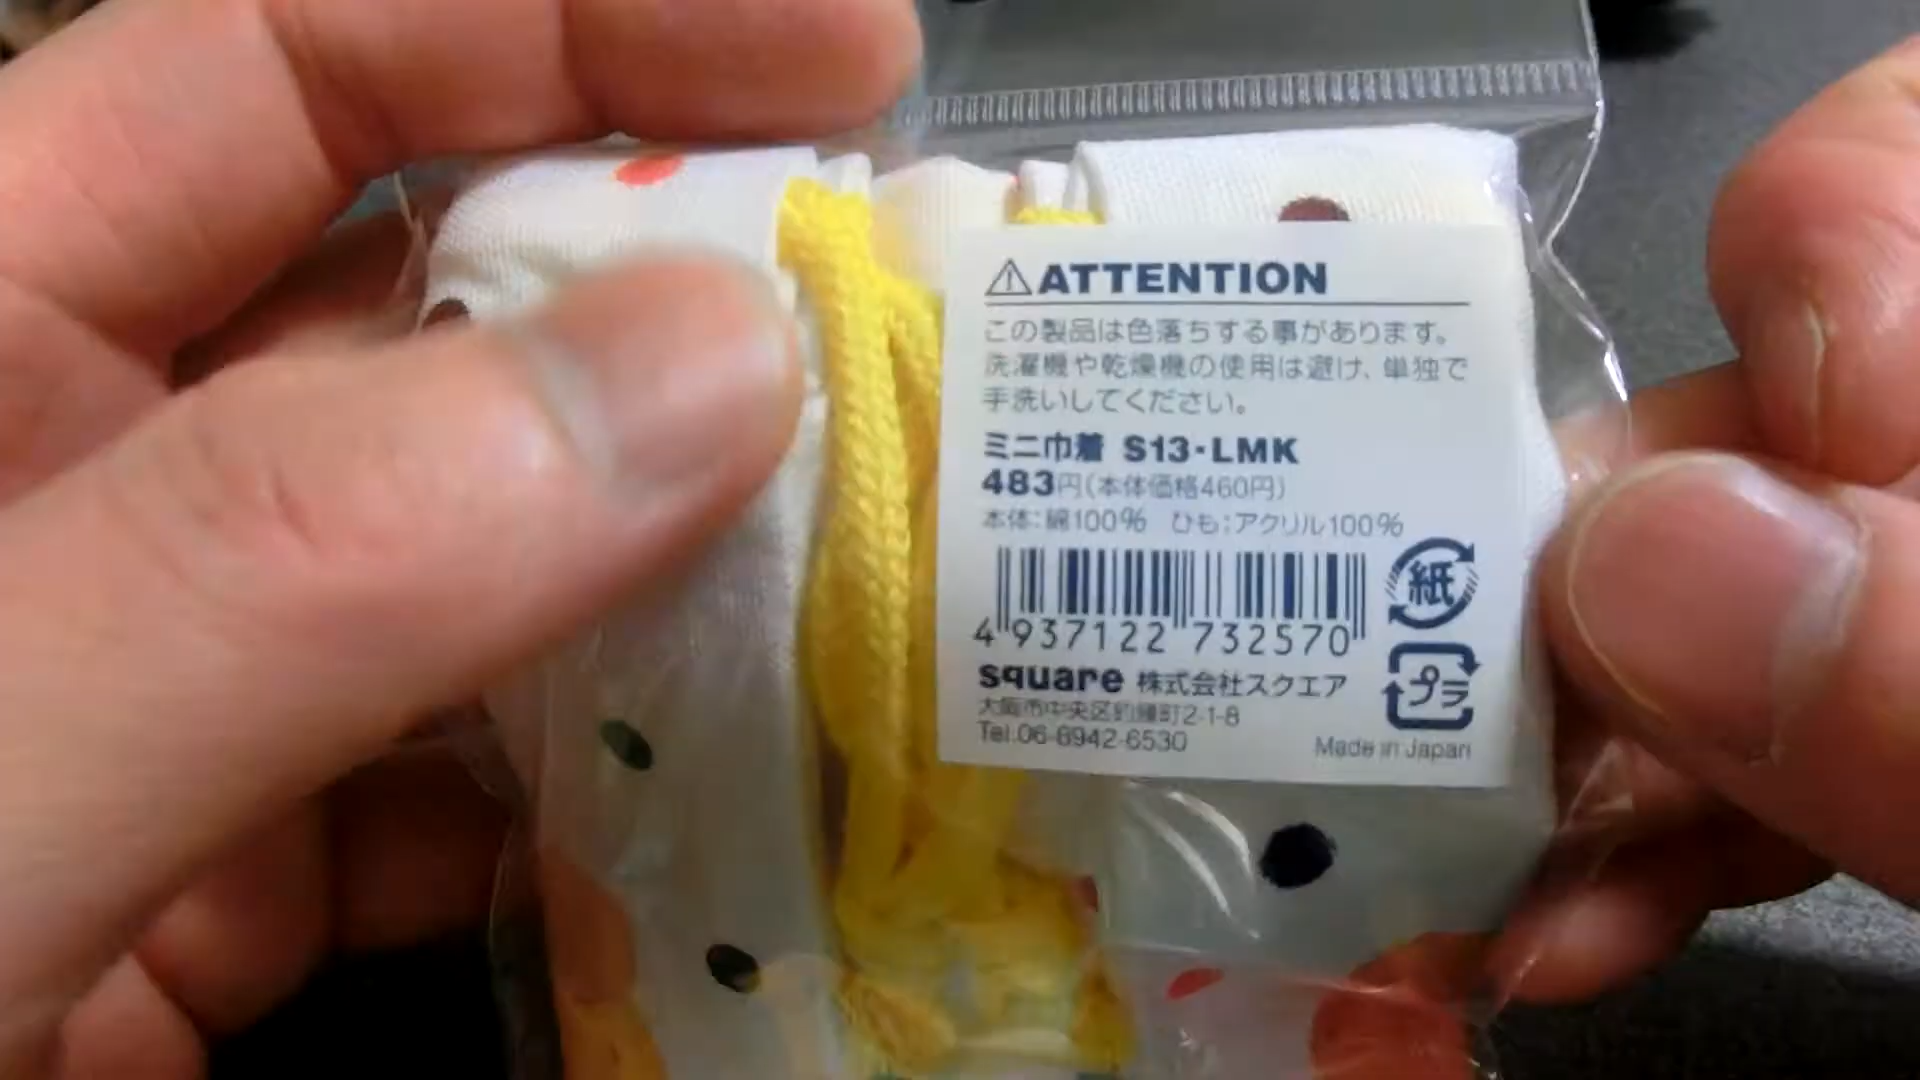 ⚠ATTENTION
この製品は色落ちする事があります。
洗濯機や乾燥機の使用は避け、単独で
手洗いしてください。
ミニ巾着 S13-LMK
483円(本体価格460円)
本体:綿100% ひも:アクリル100%
紙
4 937122 732570
プラ
square 株式会社スクエア
大阪市中央区釣鐘町2-1-8
Tel.06-6942-6530
Made in Japan